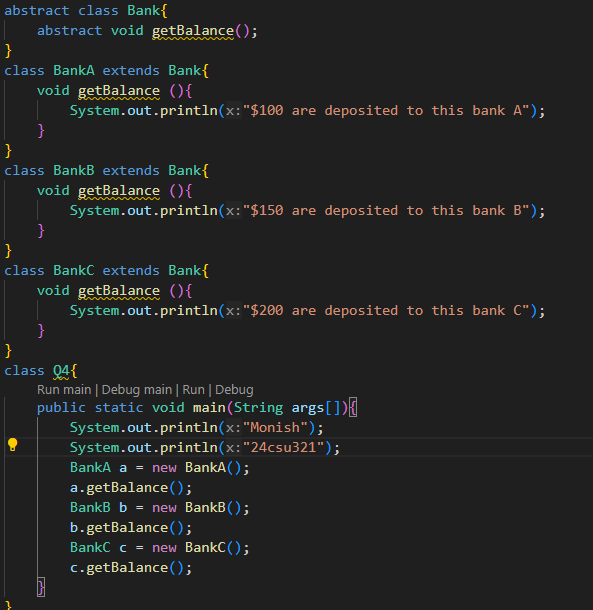 abstract class Bank{
    abstract void getBalance();
}
class BankA extends Bank{
    void getBalance (){
        System.out.println(x:"$100 are deposited to this bank A");
    }
}
class BankB extends Bank{
    void getBalance (){
        System.out.println(x:"$150 are deposited to this bank B");
    }
}
class BankC extends Bank{
    void getBalance (){
        System.out.println(x:"$200 are deposited to this bank C");
    }
}
class Q4{
    Run main | Debug main | Run | Debug
    public static void main(String args[]){
        System.out.println(x:"Monish");
        System.out.println(x:"24csu321");
        BankA a = new BankA();
        a.getBalance();
        BankB b = new BankB();
        b.getBalance();
        BankC c = new BankC();
        c.getBalance();
    }
}